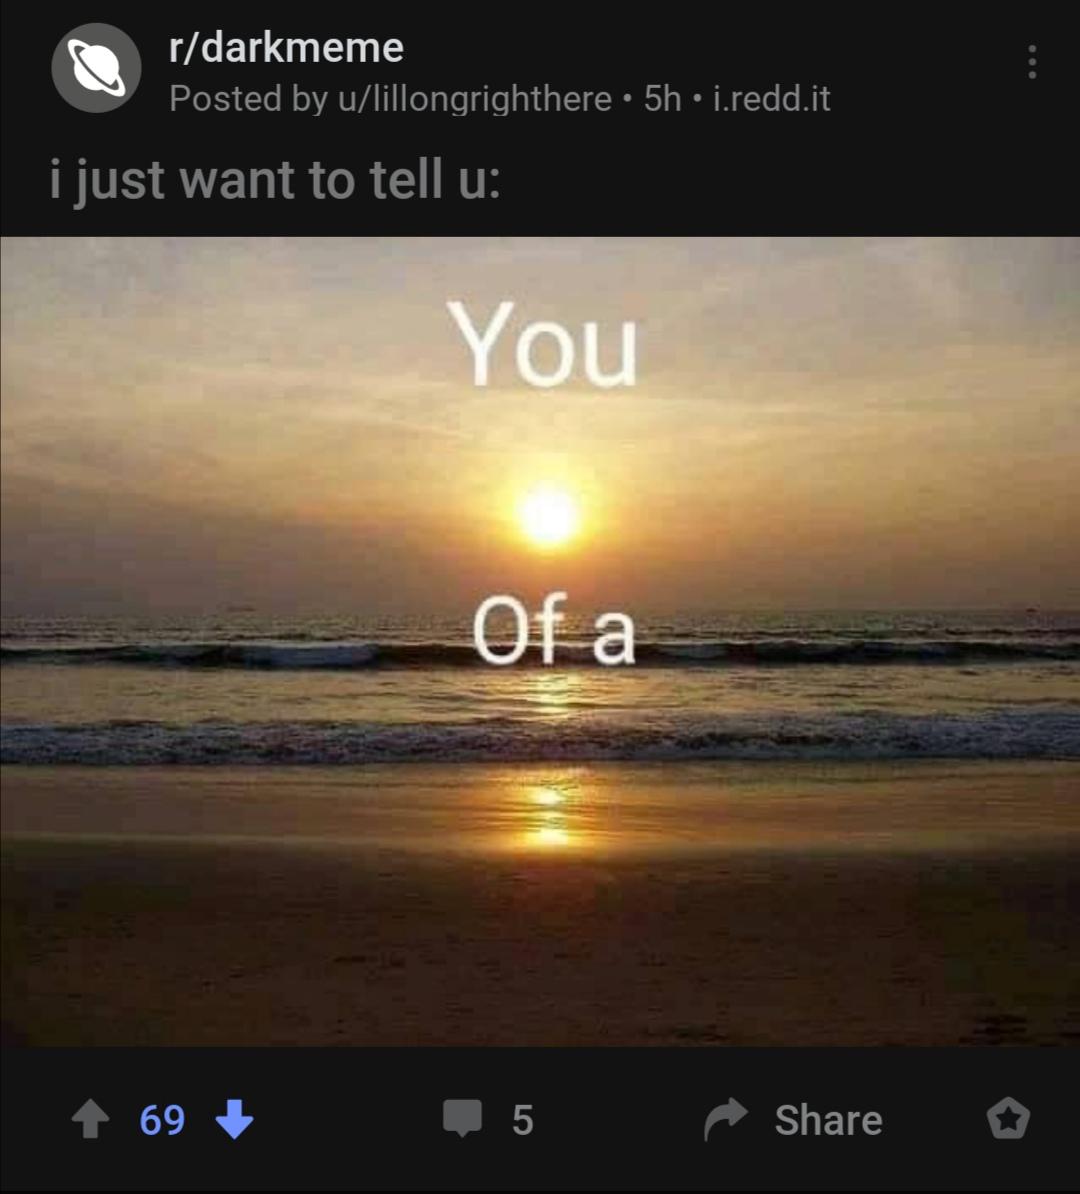 r/darkmeme
Posted by u/lillongrighthere • 5h • i.redd.it
i just want to tell u:
You
Of a
69
5
Share